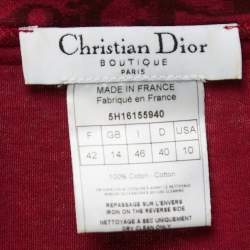 Christian Dior
BOUTIQUE
PARIS
MADE IN FRANCE
Fabriqué en France
5H16155940
F GB I D USA
42 14 46 40 10
100% Coton - Cotton
REPASSAGE SUR L'ENVERS
IRON ON THE REVERSE SIDE
NETTOYAGE A SEC UNIQUEMENT
DRY CLEAN ONLY